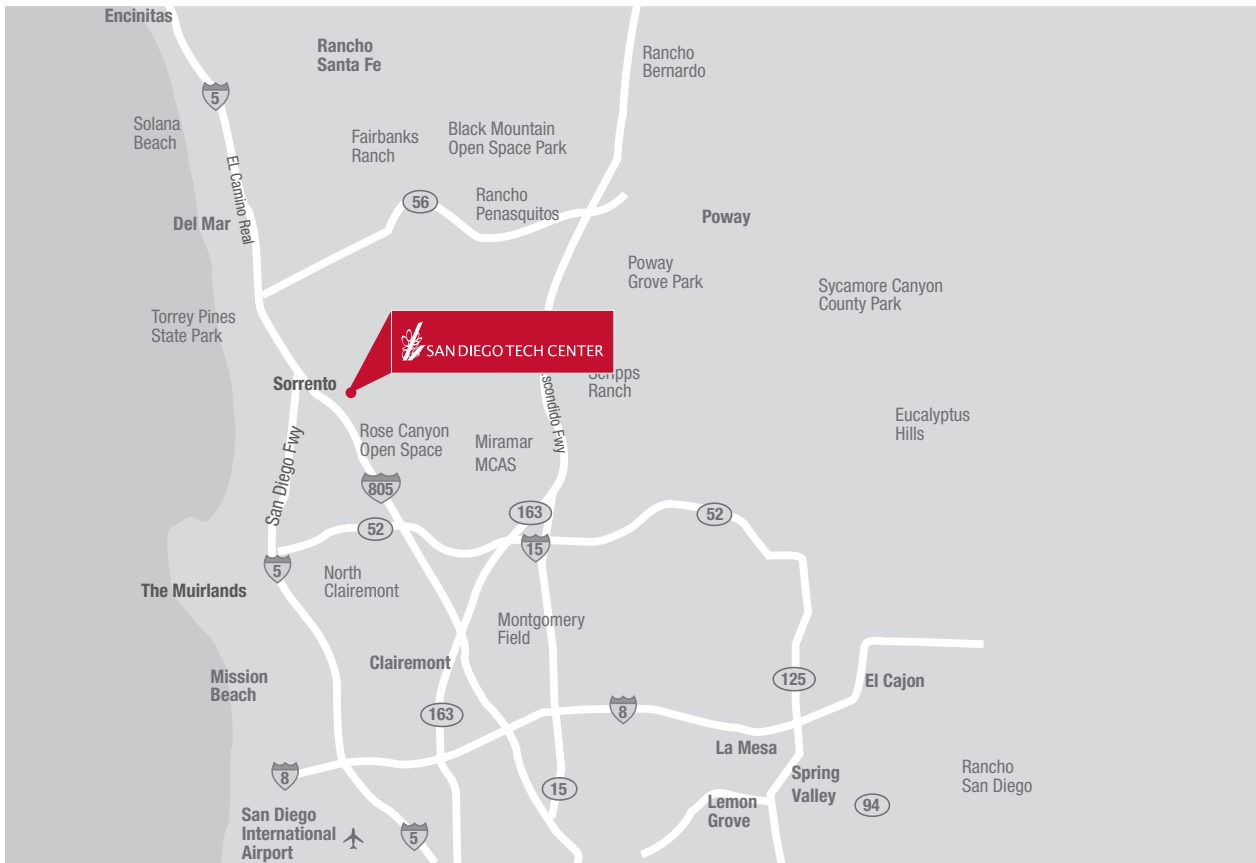 Encinitas
Rancho
Santa Fe
Rancho
Bernardo
5
Solana
Beach
Fairbanks
Ranch
Black Mountain
Open Space Park
EL Camino Real
56
Rancho
Penasquitos
Del Mar
Poway
Poway
Grove Park
Sycamore Canyon
County Park
Torrey Pines
State Park
SAN DIEGO TECH CENTER
Sorrento
Scripps
Ranch
Escondido Fwy
Eucalyptus
Hills
Rose Canyon
Open Space
Miramar
MCAS
San Diego Fwy
805
163
52
52
15
5
North
Clairemont
The Muirlands
Montgomery
Field
Clairemont
Mission
Beach
125
El Cajon
163
8
La Mesa
8
Spring
Valley
Rancho
San Diego
15
94
Lemon
Grove
San Diego
International
Airport
5